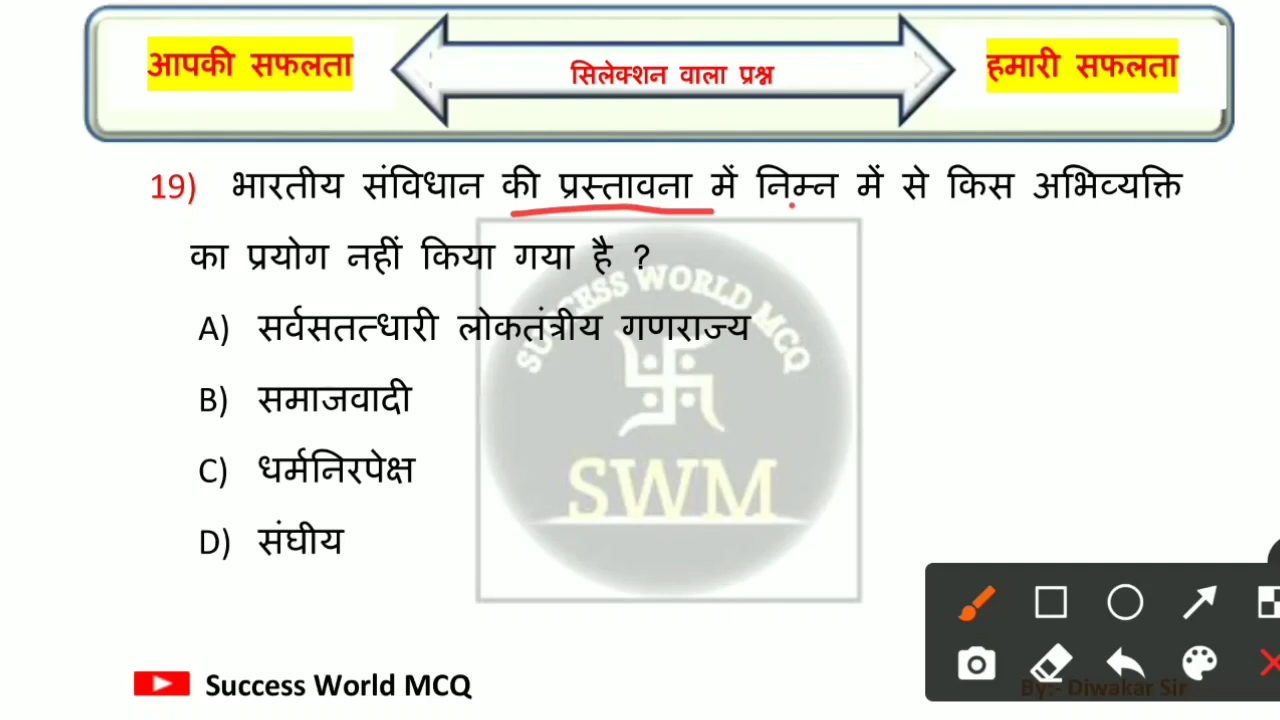 आपकी सफलता
सिलेक्शन वाला प्रश्न
हमारी सफलता
19) भारतीय संविधान की प्रस्तावना में निम्न में से किस अभिव्यक्ति
का प्रयोग नहीं किया गया है ?
A) सर्वसतत्धारी लोकतंत्रीय गणराज्य
B) समाजवादी
C) धर्मनिरपेक्ष
D) संघीय
SUCCESS WORLD MCQ
SWM
Success World MCQ
By:- Diwakar Sir